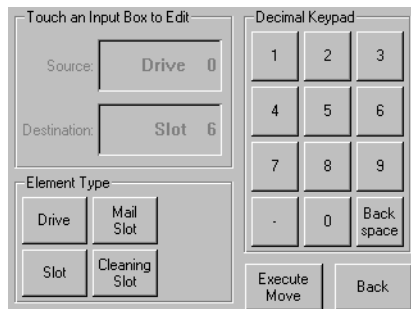 Touch an Input Box to Edit
Source: Drive 0
Destination: Slot 6
Element Type
Drive
Mail
Slot
Slot
Cleaning
Slot
Decimal Keypad
1 2 3
4 5 6
7 8 9
. 0 Back
space
Execute
Move
Back